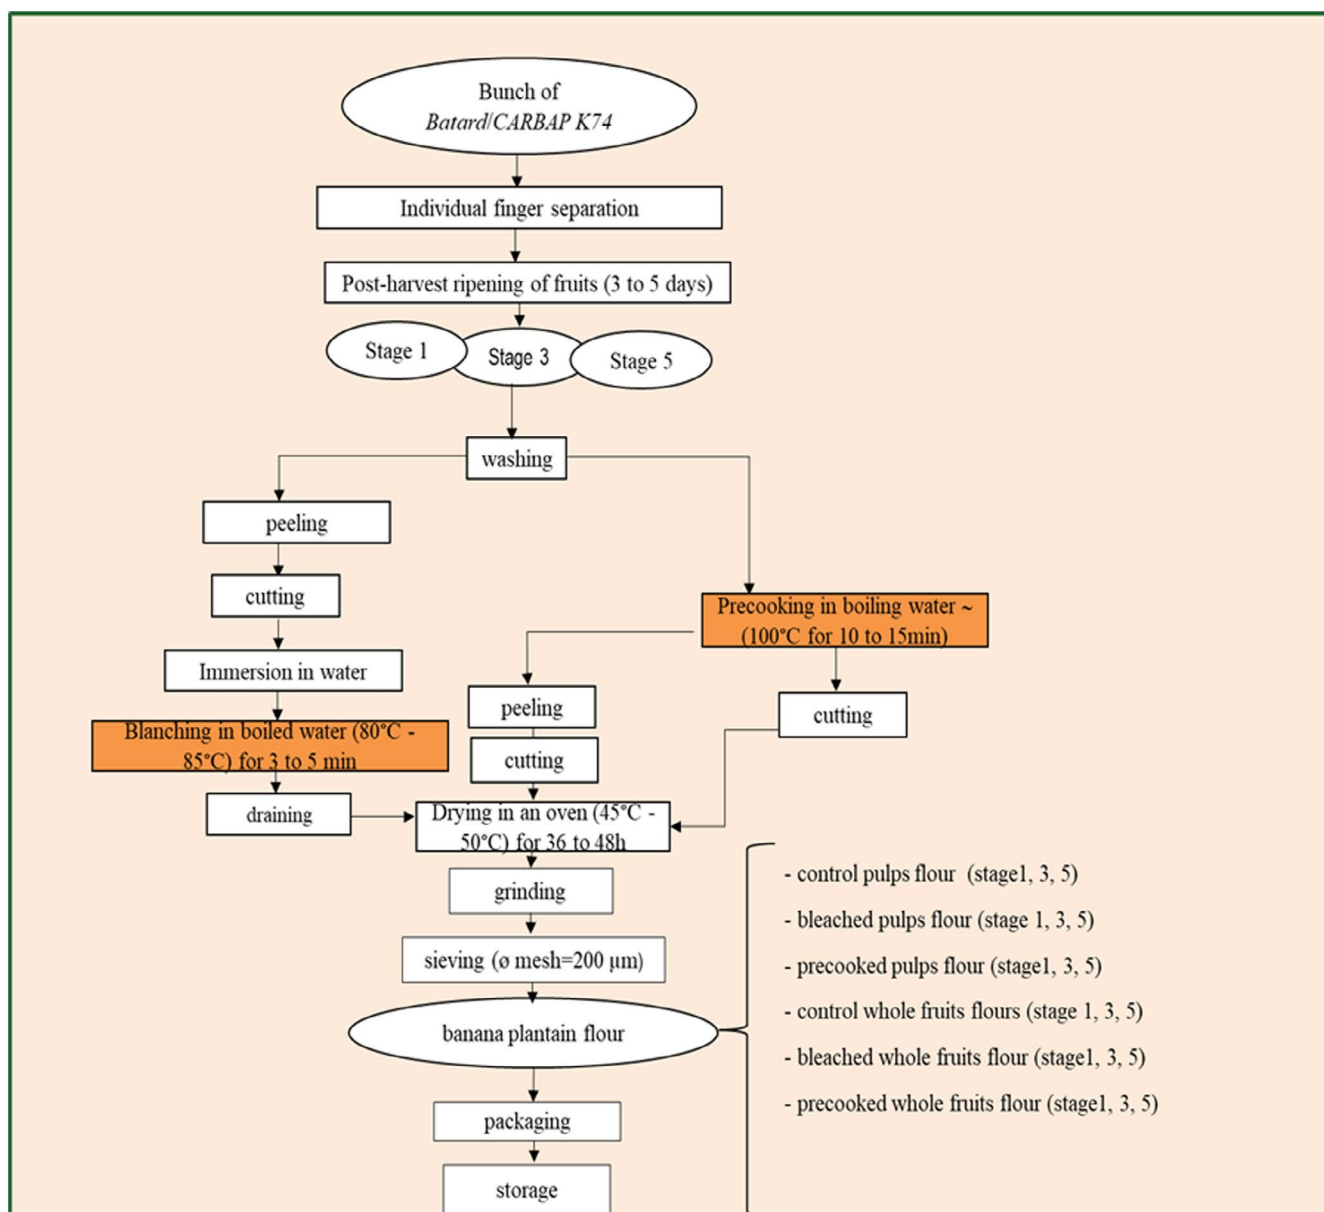 Bunch of
Batard/CARBAP K74
Individual finger separation
Post-harvest ripening of fruits (3 to 5 days)
Stage 1
Stage 3
Stage 5
washing
peeling
cutting
Immersion in water
Blanching in boiled water (80°C -
85°C) for 3 to 5 min
draining
Precooking in boiling water ~
(100°C for 10 to 15min)
peeling
cutting
cutting
Drying in an oven (45°C -
50°C) for 36 to 48h
grinding
sieving (ø mesh=200 µm)
banana plantain flour
packaging
storage
- control pulps flour (stage1, 3, 5)
- bleached pulps flour (stage 1, 3, 5)
- precooked pulps flour (stage1, 3, 5)
- control whole fruits flours (stage 1, 3, 5)
- bleached whole fruits flour (stage1, 3, 5)
- precooked whole fruits flour (stage1, 3, 5)